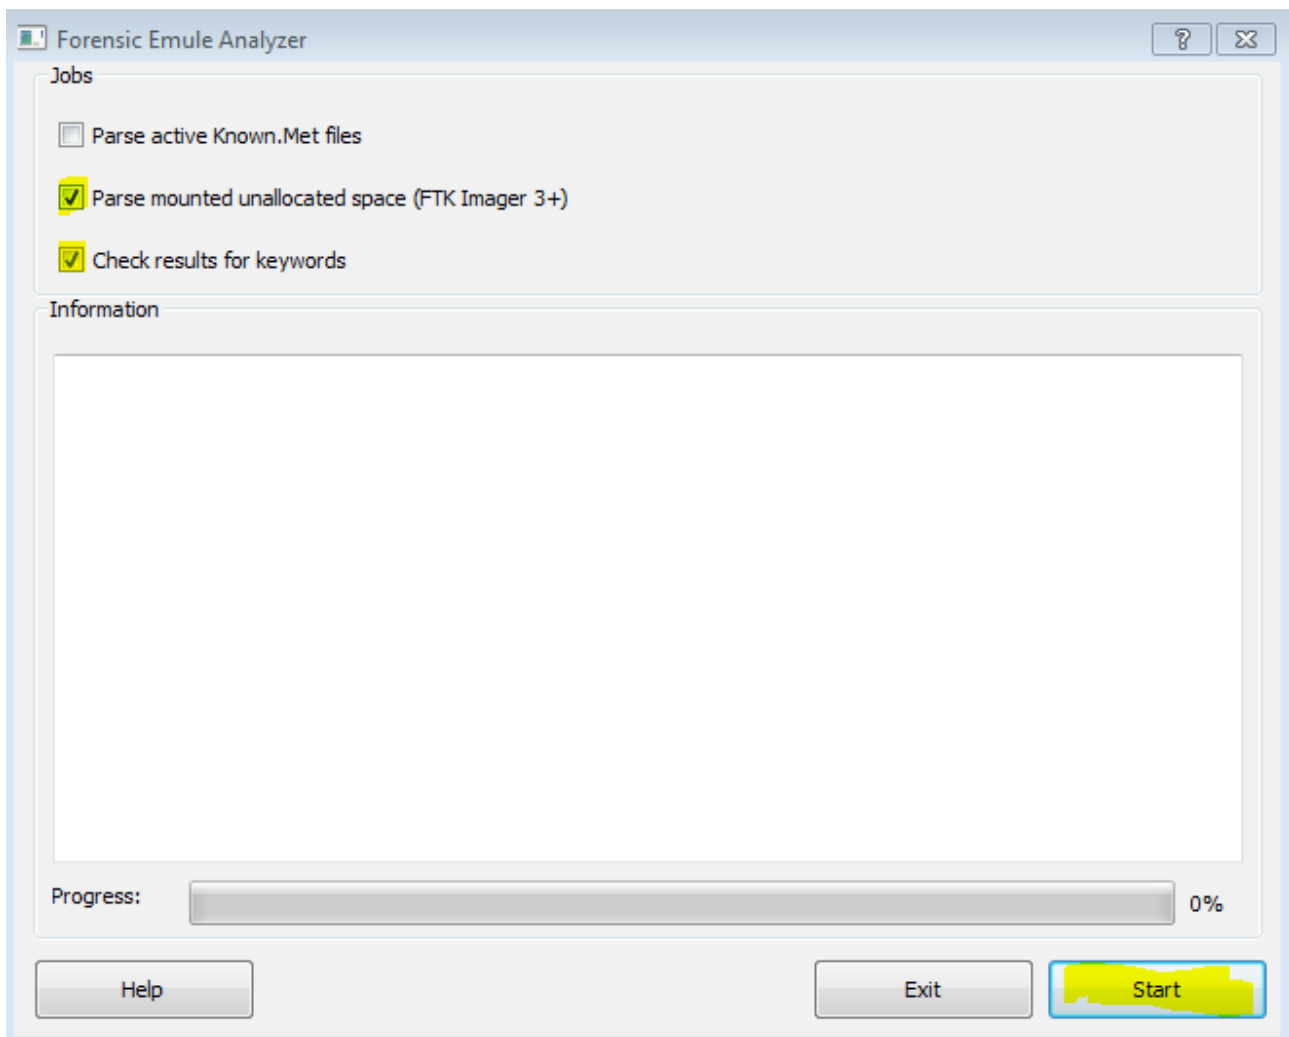 Forensic Emule Analyzer
Jobs
Parse active Known.Met files
Parse mounted unallocated space (FTK Imager 3+)
Check results for keywords
Information
Progress:
0%
Help
Exit
Start